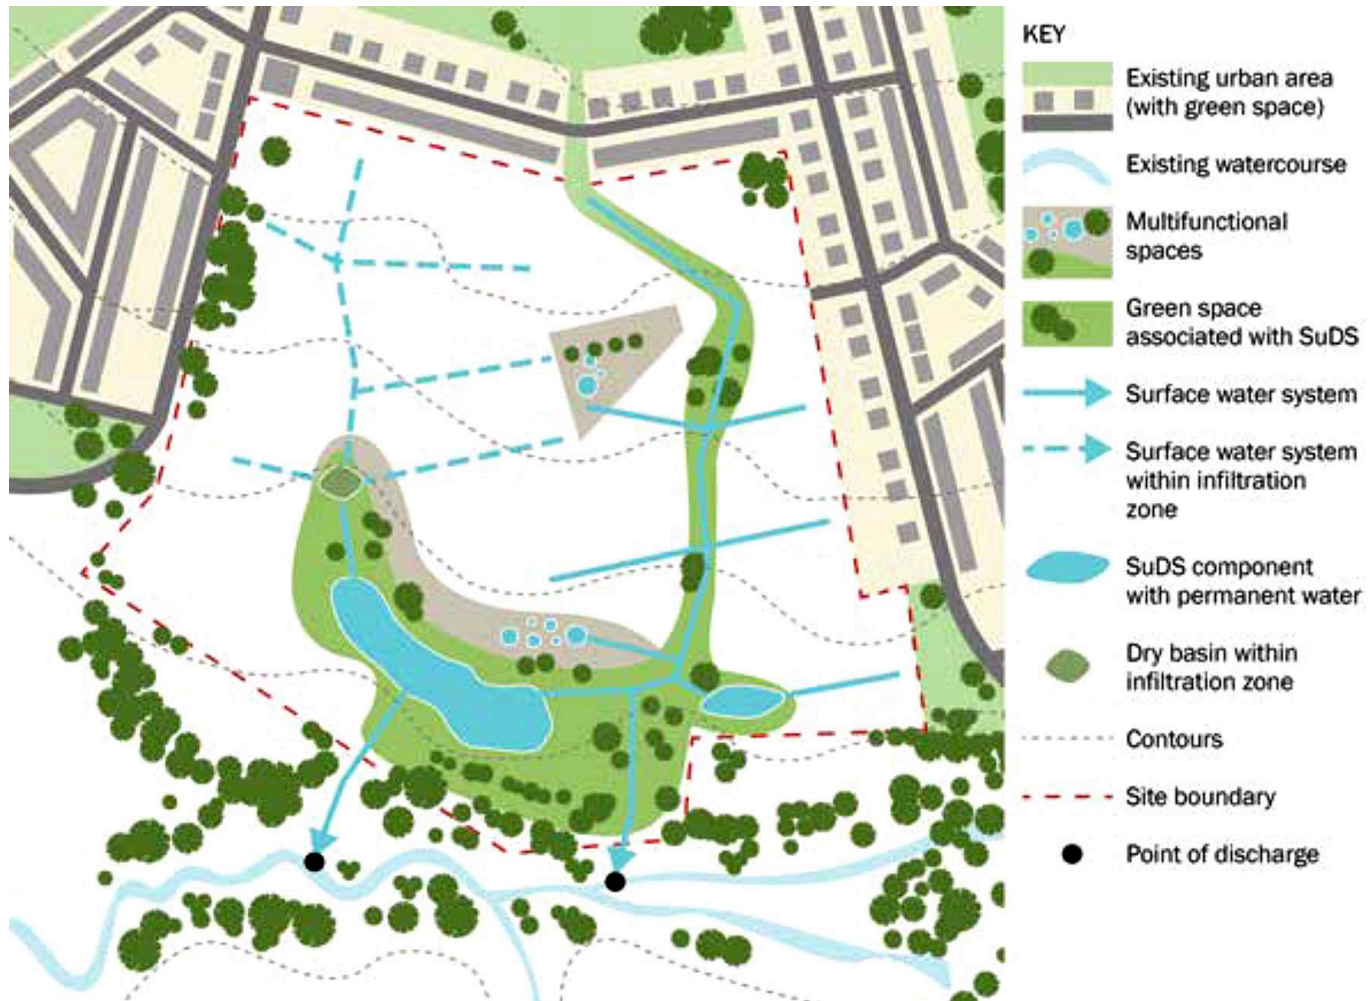 KEY
Existing urban area
(with green space)
Existing watercourse
Multifunctional
spaces
Green space
associated with SuDS
Surface water system
Surface water system
within infiltration
zone
SuDS component
with permanent water
Dry basin within
infiltration zone
Contours
Site boundary
Point of discharge